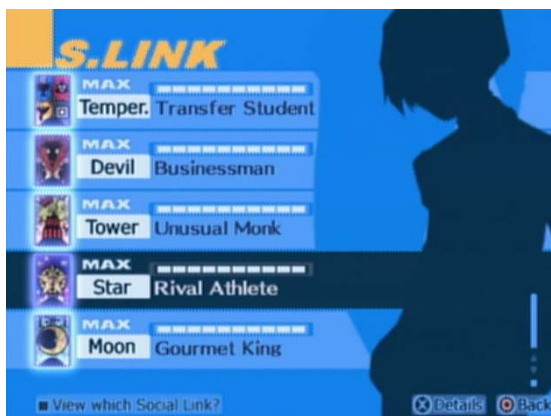 S.LINK
MAX
Temper. Transfer Student
MAX
Devil Businessman
MAX
Tower Unusual Monk
MAX
Star Rival Athlete
MAX
Moon Gourmet King
View which Social Link?
Details Back